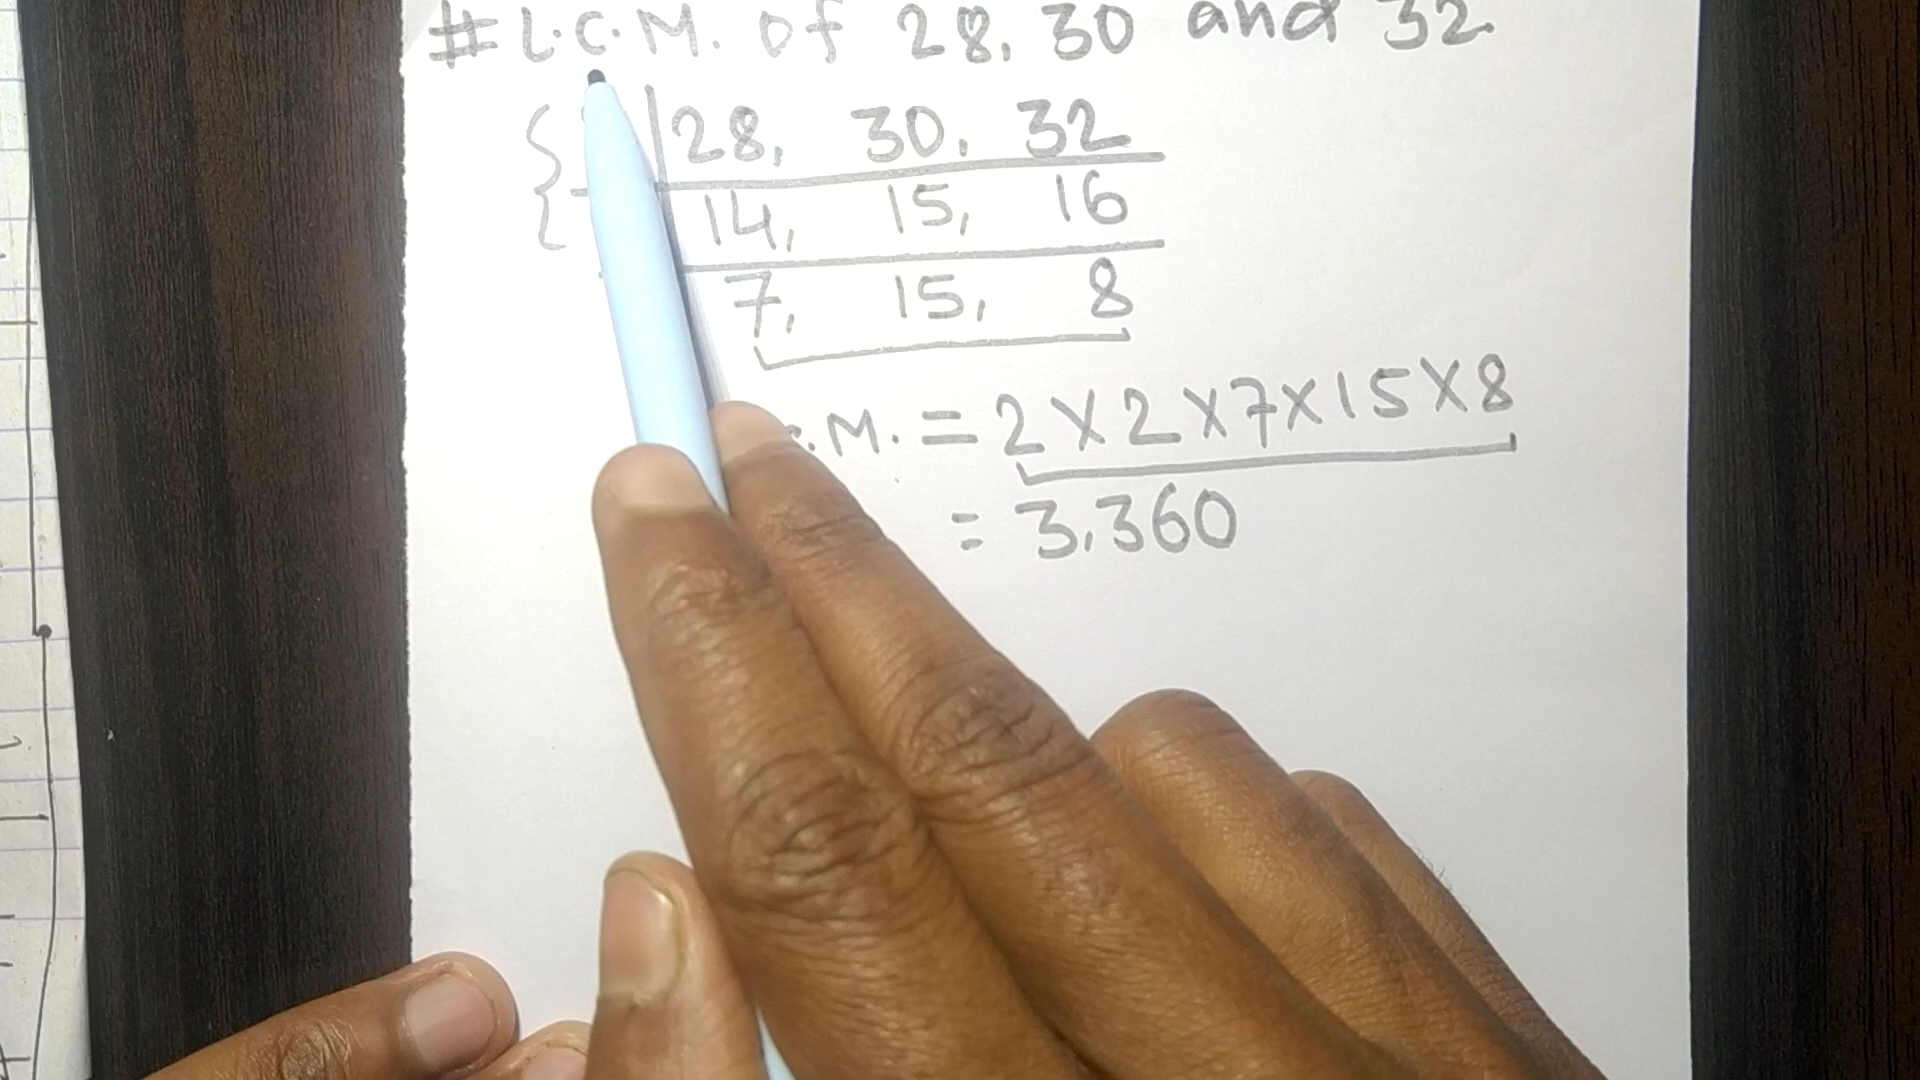 # L.C.M. of 28, 30 and 32
28, 30, 32
14, 15, 16
7, 15, 8
.M. = 2×2×7×15×8
= 3,360